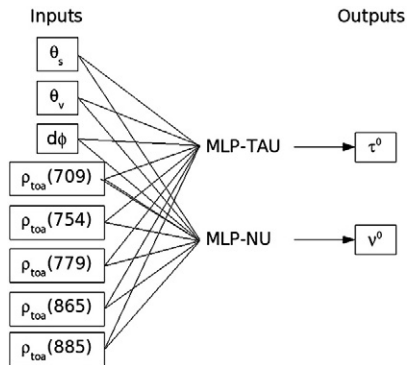 Inputs Outputs
θs
θv
dϕ
ρtoa(709)
ρtoa(754)
ρtoa(779)
ρtoa(865)
ρtoa(885)
MLP-TAU τ⁰
MLP-NU ν⁰